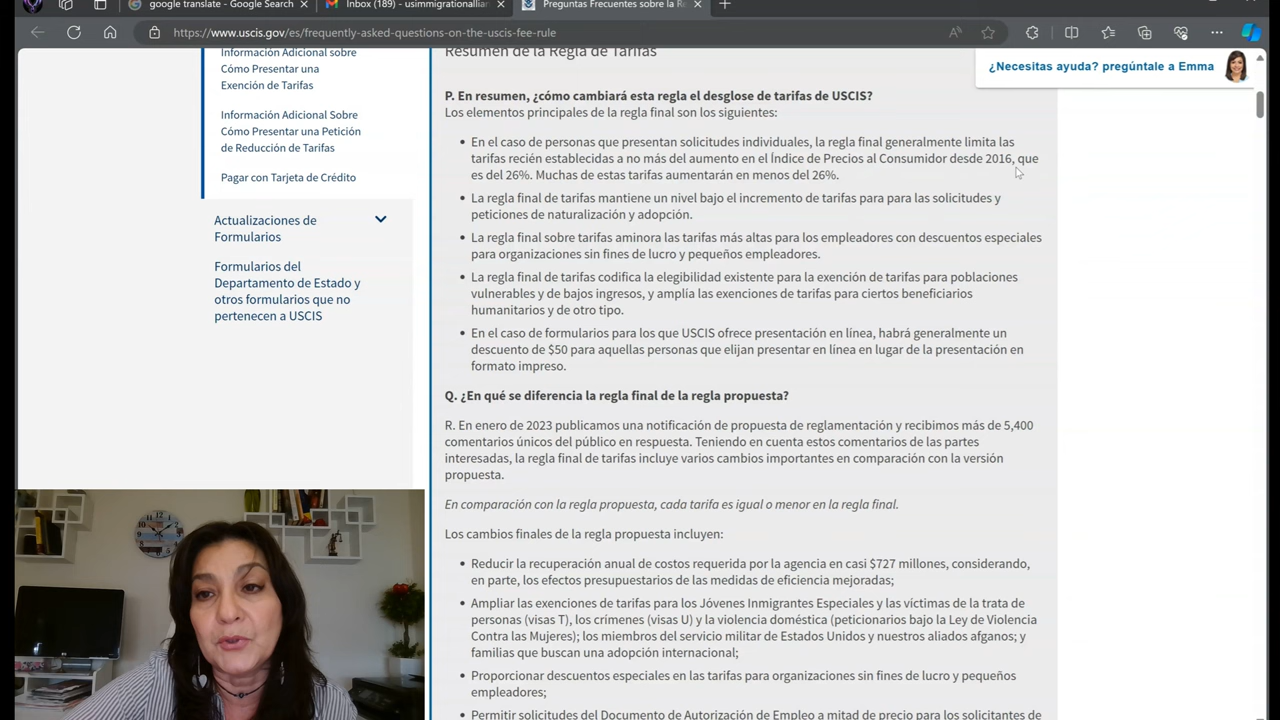 google translate - Google Search
Inbox (189) - usimmigrationallian
Preguntas Frecuentes sobre la Re
https://www.uscis.gov/es/frequently-asked-questions-on-the-uscis-fee-rule
Información Adicional sobre
Cómo Presentar una
Exención de Tarifas
Información Adicional Sobre
Cómo Presentar una Petición
de Reducción de Tarifas
Pagar con Tarjeta de Crédito
Actualizaciones de
Formularios
Formularios del
Departamento de Estado y
otros formularios que no
pertenecen a USCIS
Resumen de la Regla de Tarifas
¿Necesitas ayuda? pregúntale a Emma
P. En resumen, ¿cómo cambiará esta regla el desglose de tarifas de USCIS?
Los elementos principales de la regla final son los siguientes:
• En el caso de personas que presentan solicitudes individuales, la regla final generalmente limita las
tarifas recién establecidas a no más del aumento en el Índice de Precios al Consumidor desde 2016, que
es del 26%. Muchas de estas tarifas aumentarán en menos del 26%.
• La regla final de tarifas mantiene un nivel bajo el incremento de tarifas para para las solicitudes y
peticiones de naturalización y adopción.
• La regla final sobre tarifas aminora las tarifas más altas para los empleadores con descuentos especiales
para organizaciones sin fines de lucro y pequeños empleadores.
• La regla final de tarifas codifica la elegibilidad existente para la exención de tarifas para poblaciones
vulnerables y de bajos ingresos, y amplía las exenciones de tarifas para ciertos beneficiarios
humanitarios y de otro tipo.
• En el caso de formularios para los que USCIS ofrece presentación en línea, habrá generalmente un
descuento de $50 para aquellas personas que elijan presentar en línea en lugar de la presentación en
formato impreso.
Q. ¿En qué se diferencia la regla final de la regla propuesta?
R. En enero de 2023 publicamos una notificación de propuesta de reglamentación y recibimos más de 5,400
comentarios únicos del público en respuesta. Teniendo en cuenta estos comentarios de las partes
interesadas, la regla final de tarifas incluye varios cambios importantes en comparación con la versión
propuesta.
En comparación con la regla propuesta, cada tarifa es igual o menor en la regla final.
Los cambios finales de la regla propuesta incluyen:
• Reducir la recuperación anual de costos requerida por la agencia en casi $727 millones, considerando,
en parte, los efectos presupuestarios de las medidas de eficiencia mejoradas;
• Ampliar las exenciones de tarifas para los Jóvenes Inmigrantes Especiales y las víctimas de la trata de
personas (visas T), los crímenes (visas U) y la violencia doméstica (peticionarios bajo la Ley de Violencia
Contra las Mujeres); los miembros del servicio militar de Estados Unidos y nuestros aliados afganos; y
familias que buscan una adopción internacional;
• Proporcionar descuentos especiales en las tarifas para organizaciones sin fines de lucro y pequeños
empleadores;
• Permitir solicitudes del Documento de Autorización de Empleo a mitad de precio para los solicitantes de